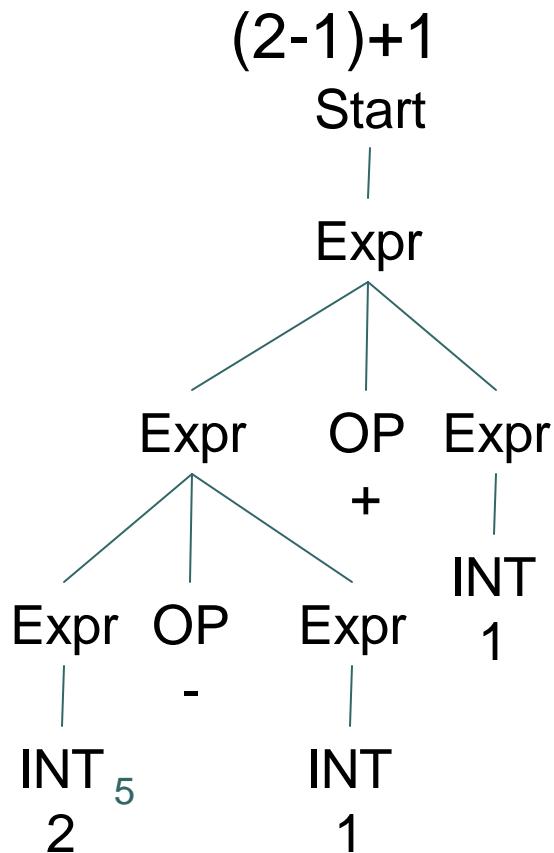 (2-1)+1
Start
Expr
Expr OP Expr
+
INT
1
Expr OP Expr
-
INT 5 INT
2 1